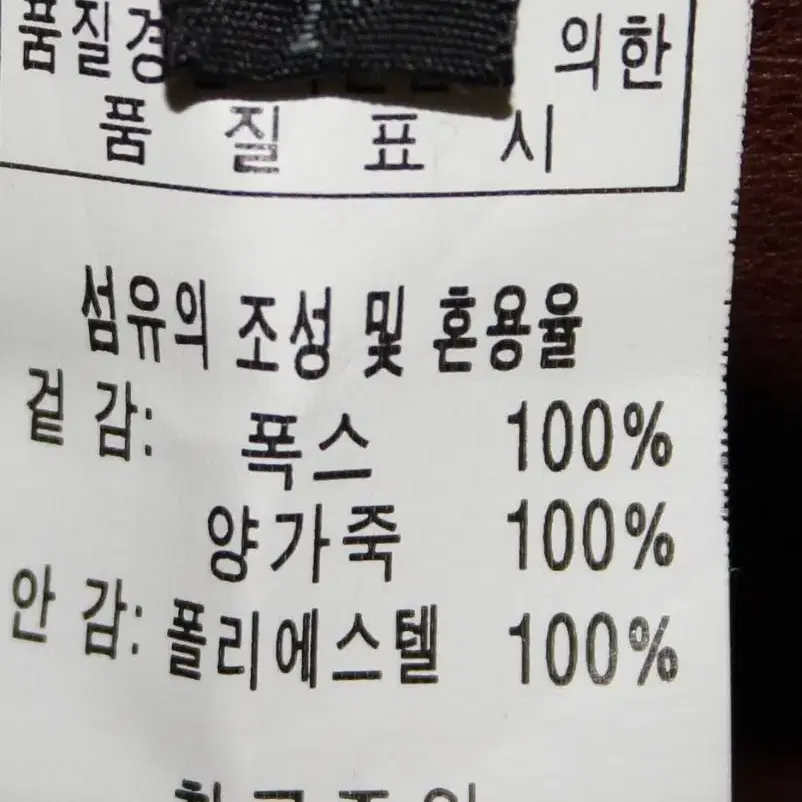 품질경 의한
품 질 표 시
섬유의 조성 및 혼용율
겉 감: 폭스 100%
양가죽 100%
안 감: 폴리에스텔 100%